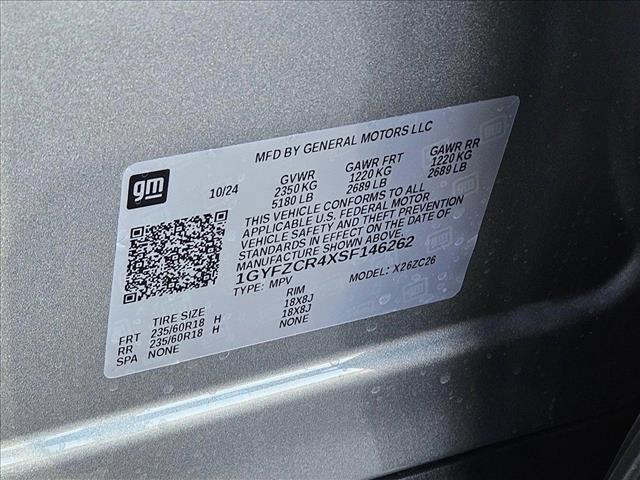 MFD BY GENERAL MOTORS LLC
gm
10/24
GVWR GAWR FRT GAWR RR
2350 KG 1220 KG 1220 KG
5180 LB 2689 LB 2689 LB
THIS VEHICLE CONFORMS TO ALL
APPLICABLE U.S. FEDERAL MOTOR
VEHICLE SAFETY AND THEFT PREVENTION
STANDARDS IN EFFECT ON THE DATE OF
MANUFACTURE SHOWN ABOVE.
1GYFZCR4XSF146262
TYPE: MPV MODEL: X26ZC26
TIRE SIZE RIM
FRT 235/60R18 H 18X8J
RR 235/60R18 H 18X8J
SPA NONE NONE